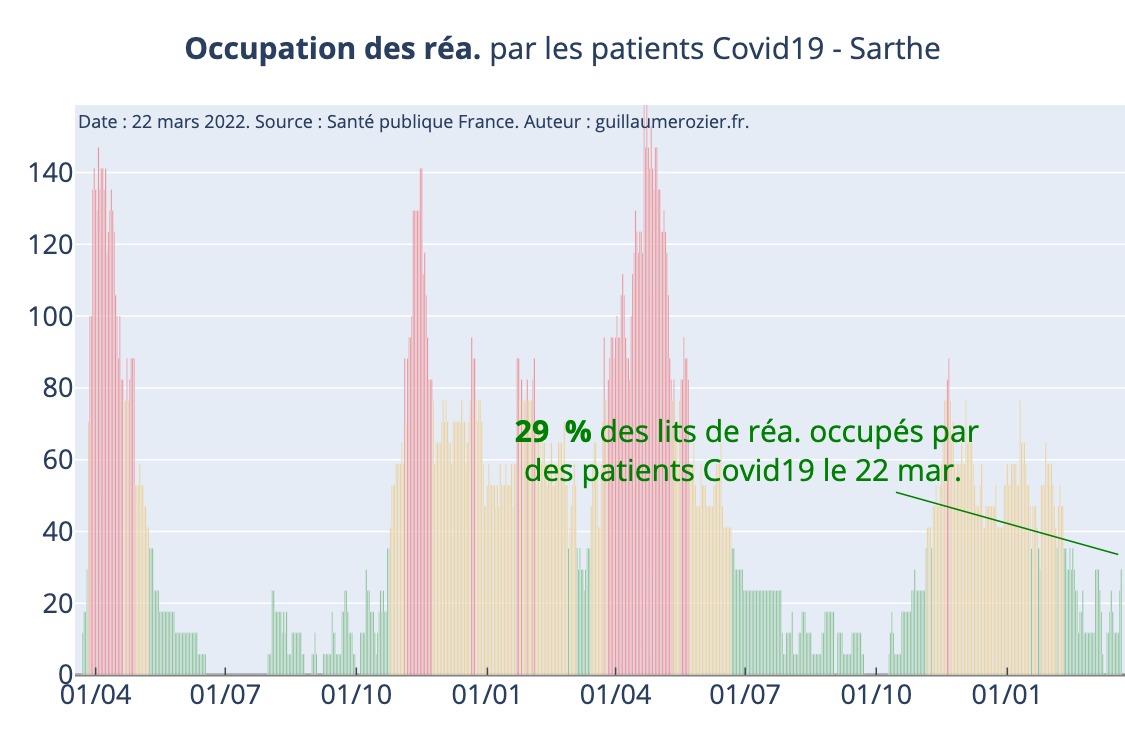 Occupation des réa. par les patients Covid19 - Sarthe
Date : 22 mars 2022. Source : Santé publique France. Auteur : guillaumerozier.fr.
140
120
100
80
60
40
20
0
29 % des lits de réa. occupés par
des patients Covid19 le 22 mar.
01/04 01/07 01/10 01/01 01/04 01/07 01/10 01/01